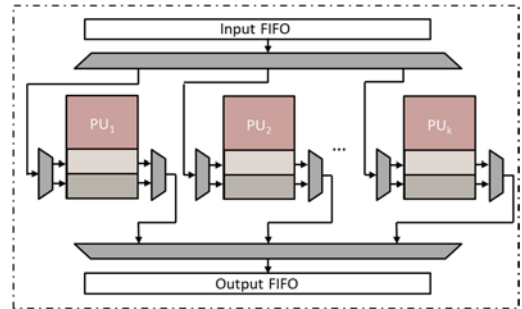 Input FIFO
PU₁
PU₂
...
PUₖ
Output FIFO